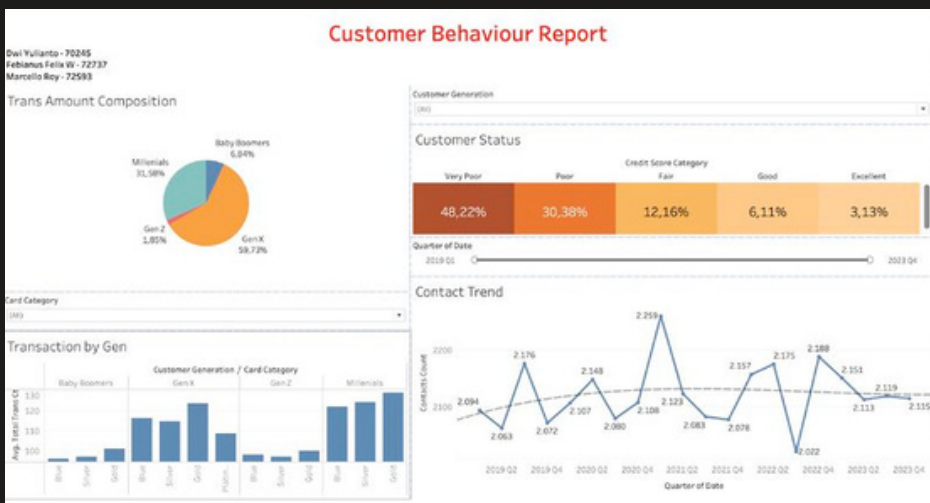 Customer Behaviour Report
Dwi Yulianto - 70245
Febianus Felix W - 72737
Marcello Roy - 72593
Trans Amount Composition
Baby Boomers
6,84%
Millenials
31,58%
Gen Z
1,85%
Gen X
59,73%
Card Category
(All)
Transaction by Gen
Customer Generation / Card Category
Baby Boomers Gen X Gen Z Millenials
Avg. Total Trans Ct
130
120
110
100
Blue Silver Gold Blue Silver Gold Platin.. Blue Silver Gold Blue Silver Gold
Customer Generation
(All)
Customer Status
Credit Score Category
Very Poor Poor Fair Good Excellent
48,22% 30,38% 12,16% 6,11% 3,13%
Quarter of Date
2019 Q1 2023 Q4
Contact Trend
Contacts Count
2200
2100
2.094
2.063
2.176
2.072
2.107
2.148
2.080
2.108
2.259
2.123
2.083
2.078
2.157
2.175
2.022
2.188
2.151
2.113
2.119
2.115
2019 Q2 2019 Q4 2020 Q2 2020 Q4 2021 Q2 2021 Q4 2022 Q2 2022 Q4 2023 Q2 2023 Q4
Quarter of Date